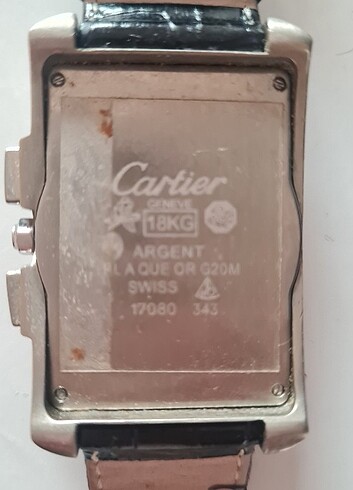 Cartier
GENEVE
18KG
ARGENT
PLAQUE OR G20M
SWISS
17080 343